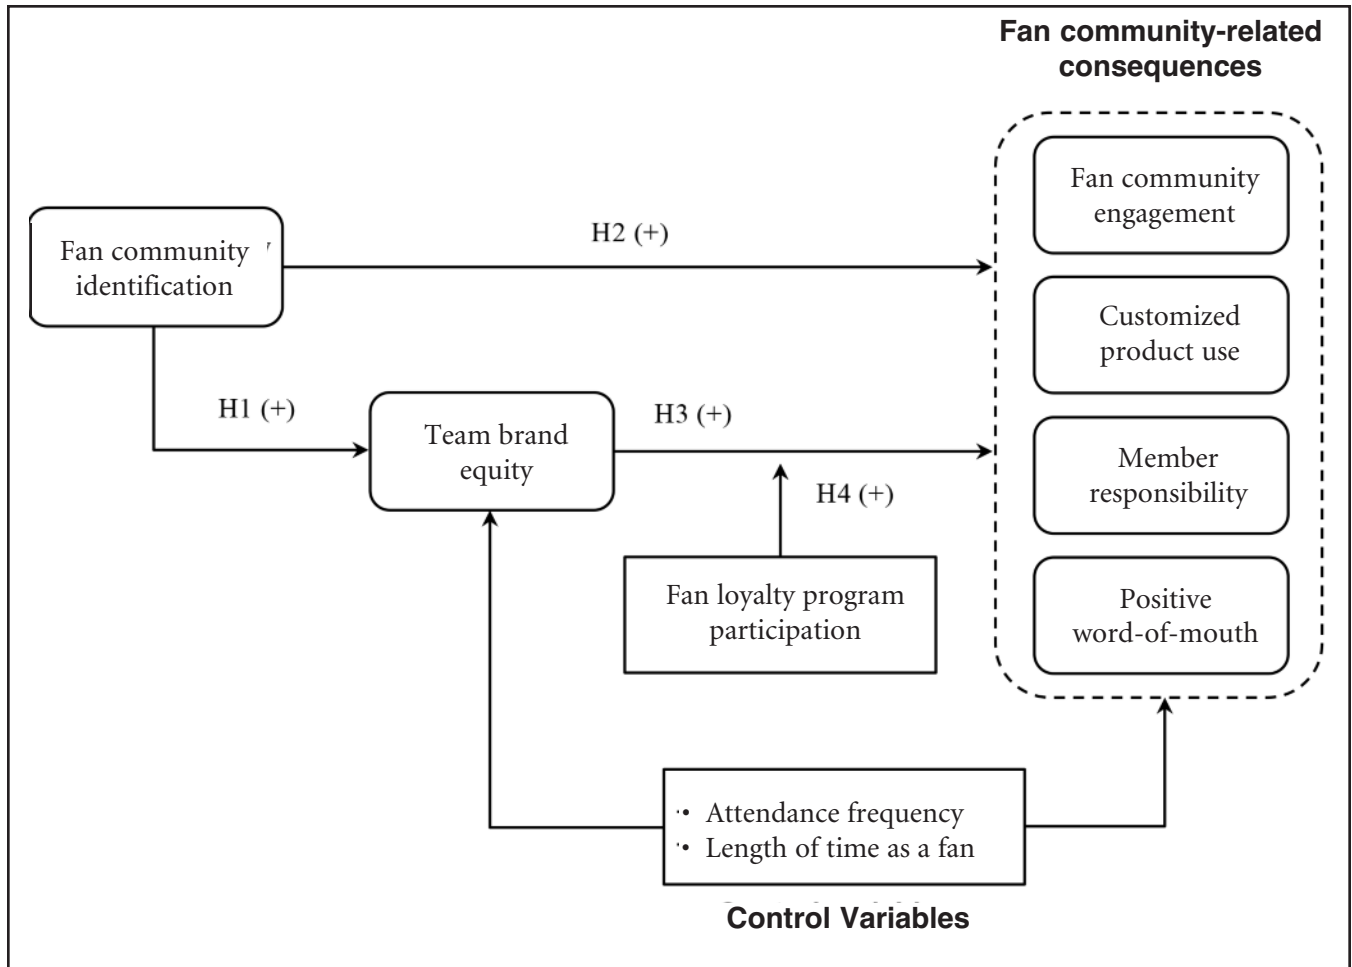 Fan community-related
consequences
Fan community
engagement
H2 (+)
Fan community
identification
Customized
product use
H1 (+)
H3 (+)
Team brand
equity
Member
responsibility
H4 (+)
Fan loyalty program
participation
Positive
word-of-mouth
• Attendance frequency
• Length of time as a fan
Control Variables